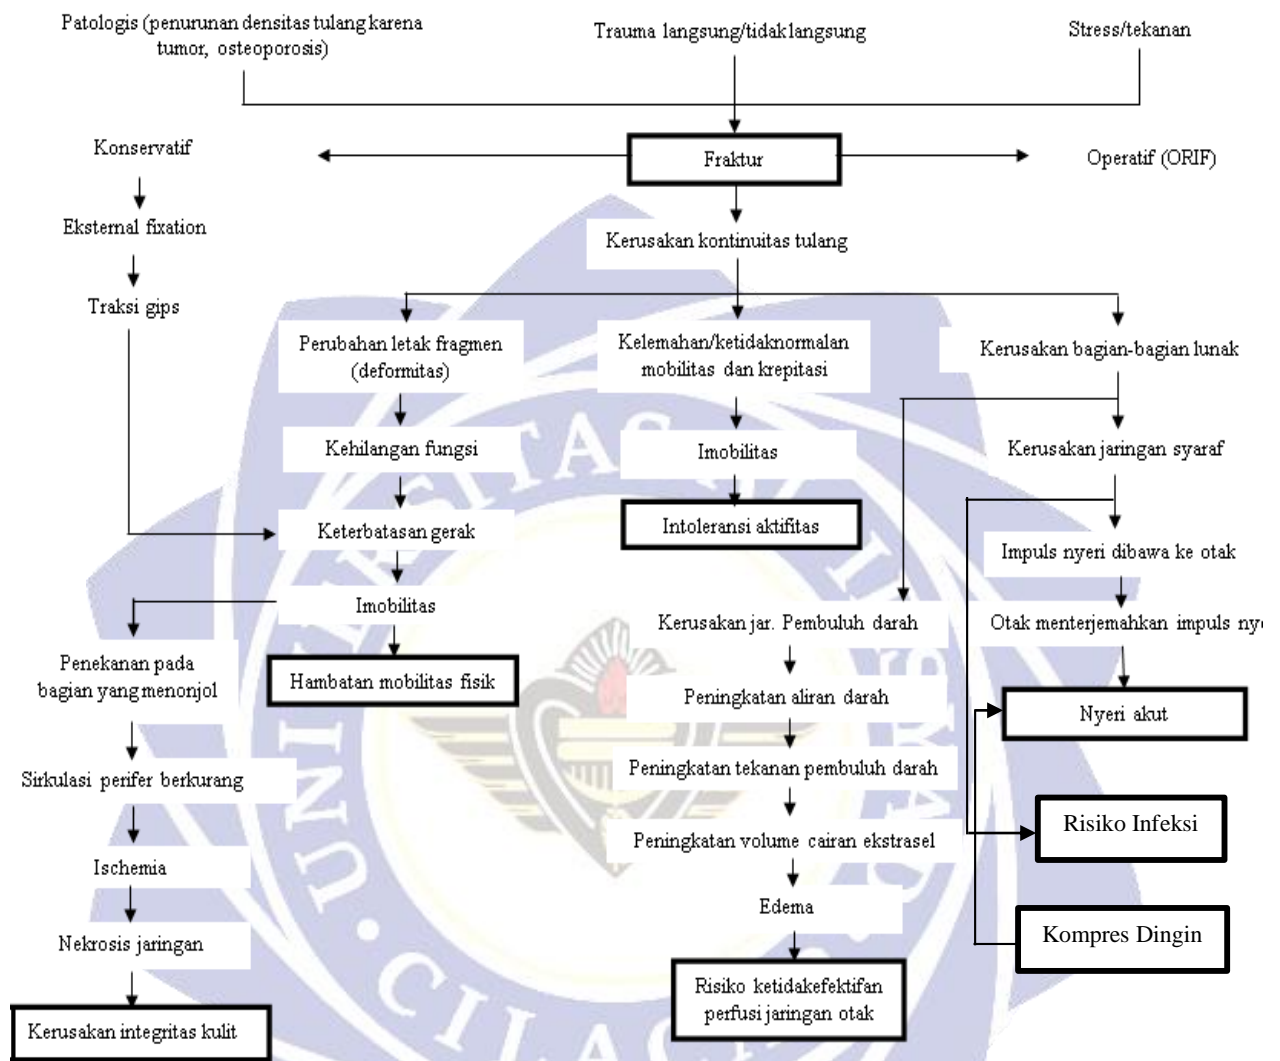 Patologis (penurunan densitas tulang karena
tumor, osteoporosis)
Trauma langsung/tidak langsung
Stress/tekanan
Konservatif
Fraktur
Operatif (ORIF)
Eksternal fixation
Kerusakan kontinuitas tulang
Traksi gips
Perubahan letak fragmen
(deformitas)
Kelemahan/ketidaknormalan
mobilitas dan krepitasi
Kerusakan bagian-bagian lunak
Kehilangan fungsi
Imobilitas
Kerusakan jaringan syaraf
Keterbatasan gerak
Intoleransi aktifitas
Impuls nyeri dibawa ke otak
Imobilitas
Kerusakan jar. Pembuluh darah
Otak menterjemahkan impuls nye
Penekanan pada
bagian yang menonjol
Hambatan mobilitas fisik
Peningkatan aliran darah
Nyeri akut
Sirkulasi perifer berkurang
Peningkatan tekanan pembuluh darah
Risiko Infeksi
Peningkatan volume cairan ekstrasel
Ischemia
Edema
Nekrosis jaringan
Kompres Dingin
Risiko ketidakefektifan
perfusi jaringan otak
Kerusakan integritas kulit
CILAC